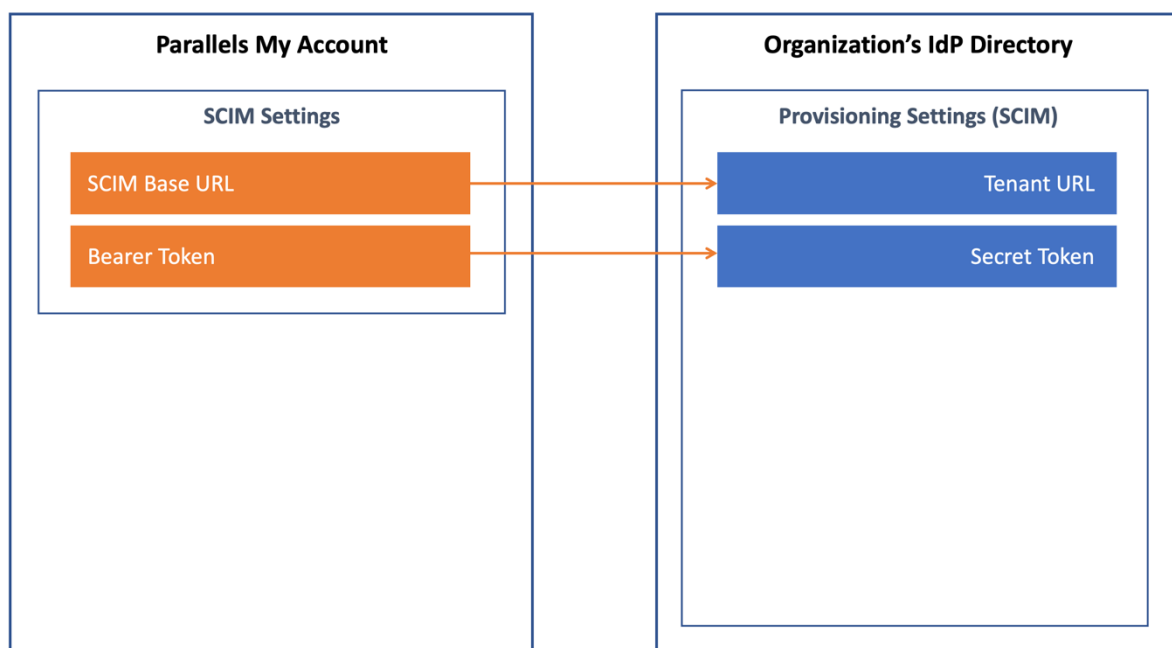 Parallels My Account
SCIM Settings
SCIM Base URL
Bearer Token
Organization's IdP Directory
Provisioning Settings (SCIM)
Tenant URL
Secret Token